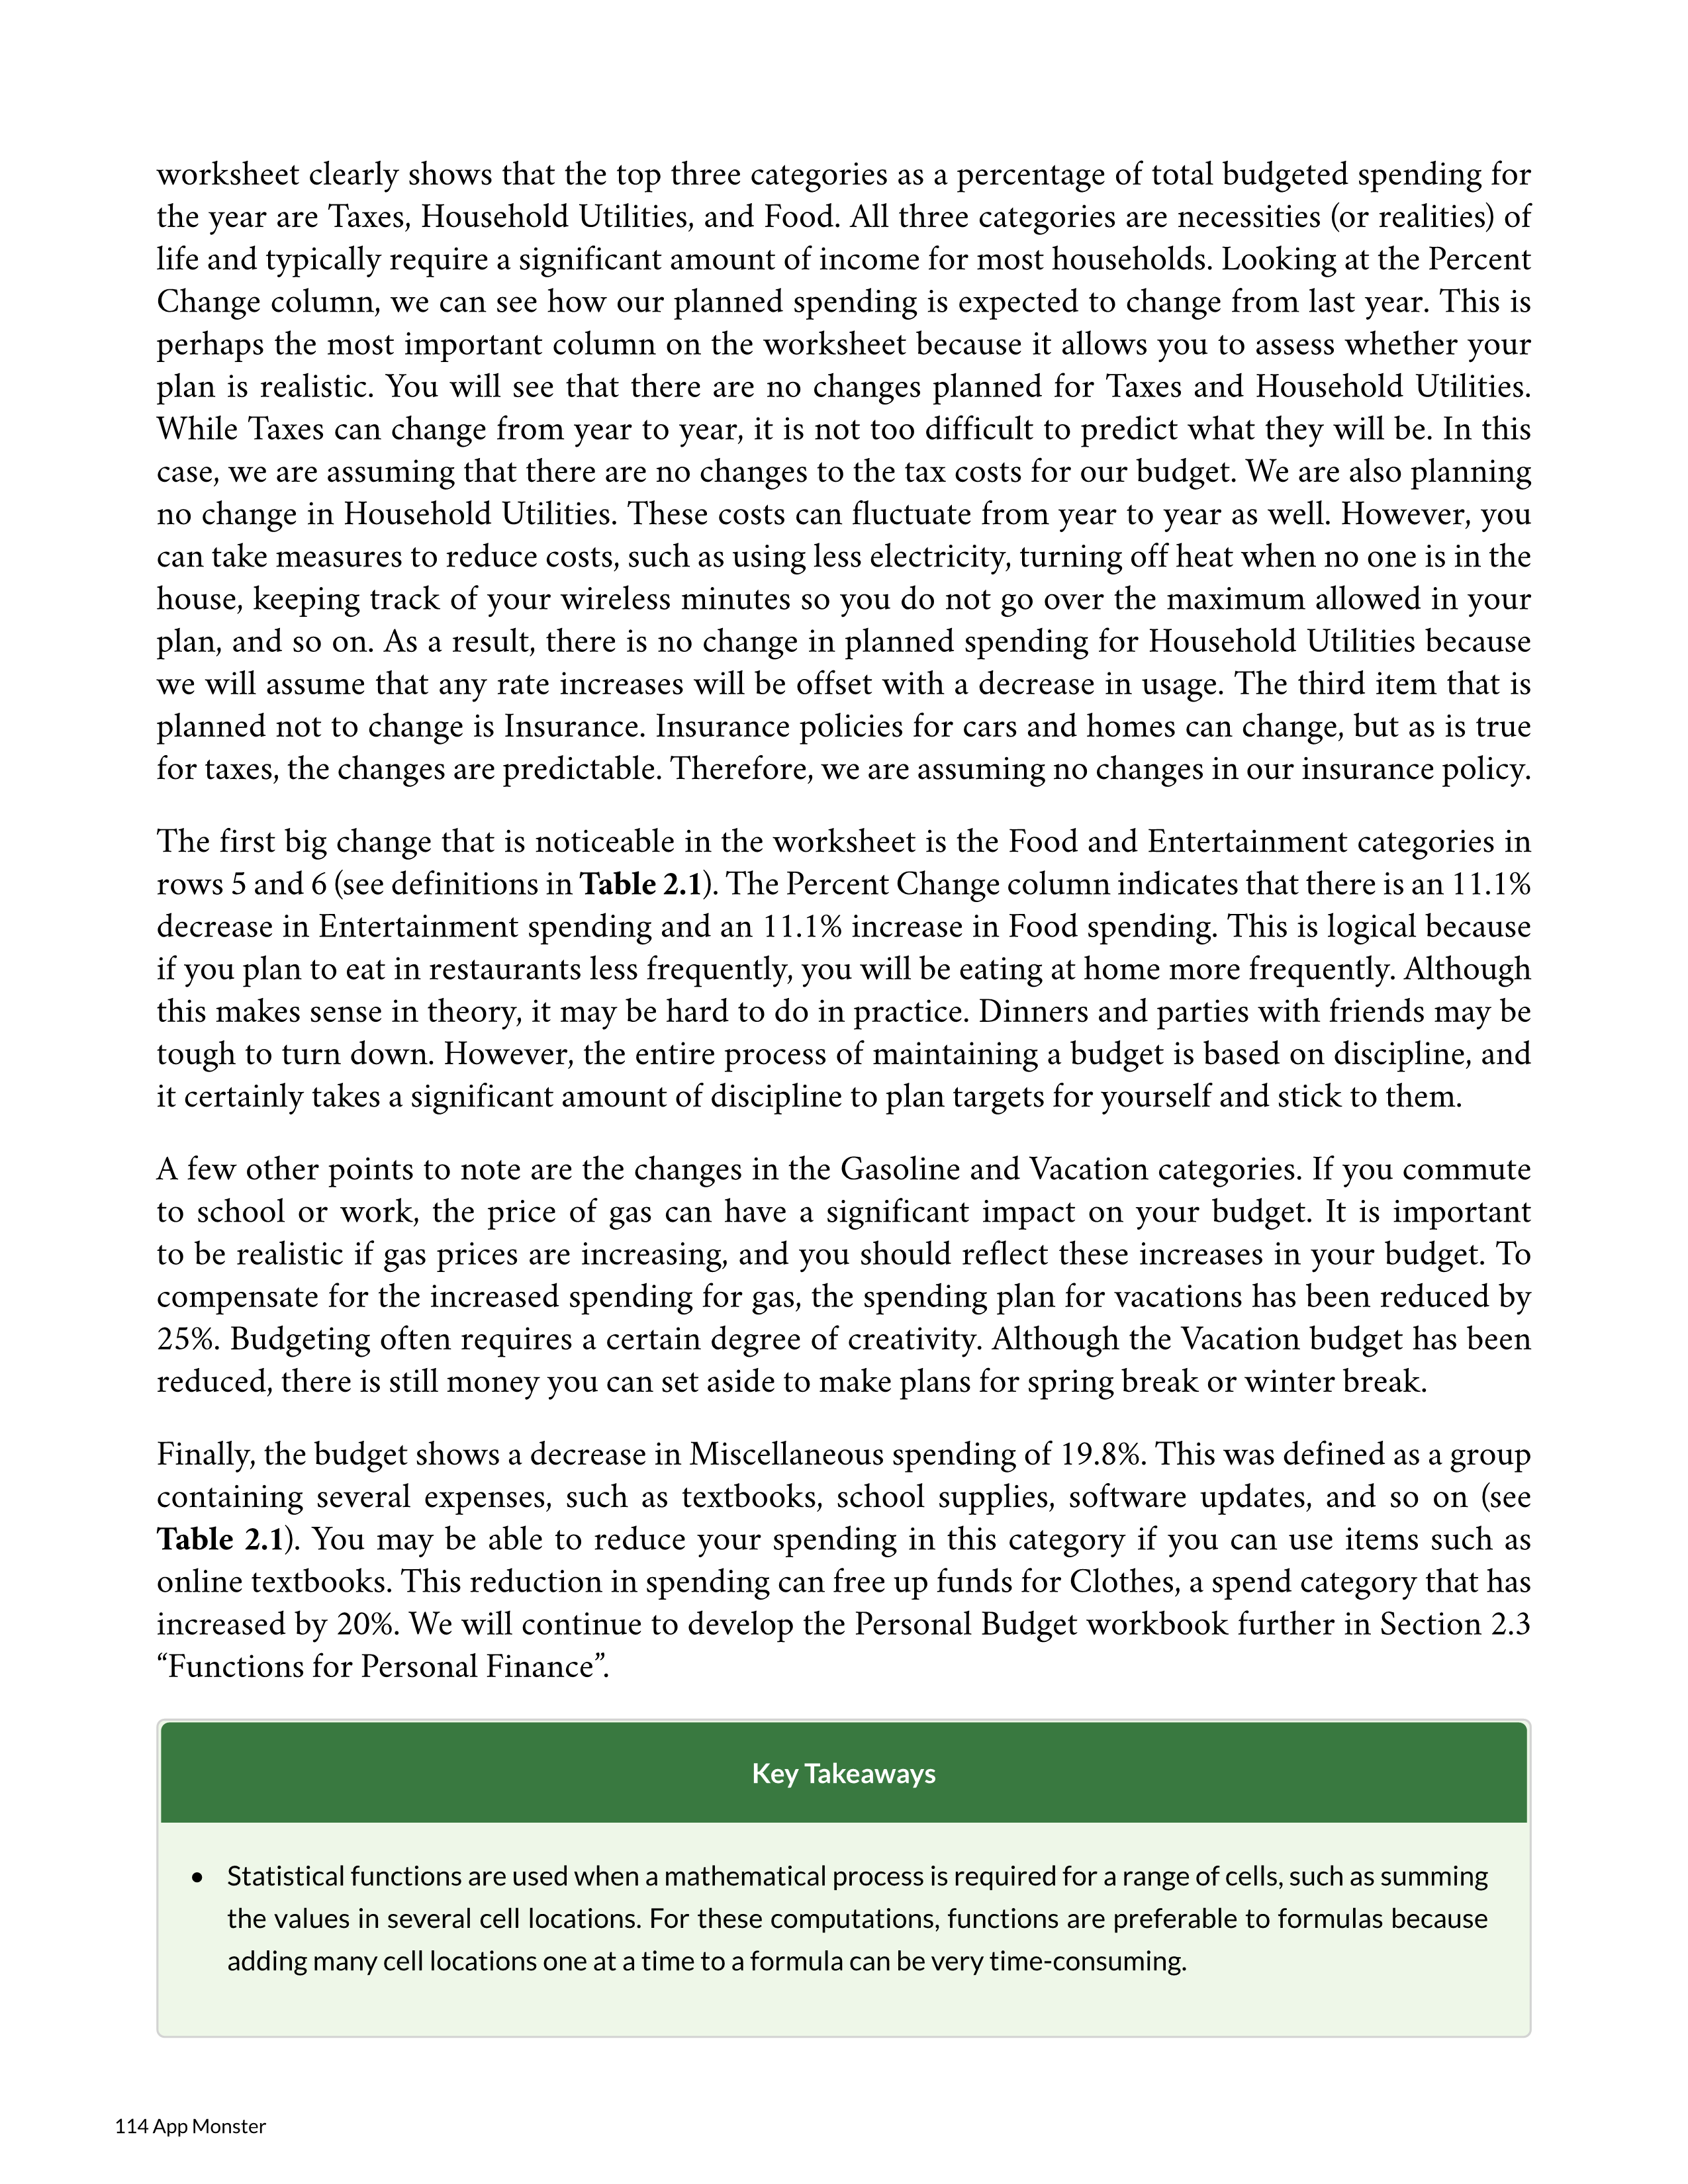 worksheet clearly shows that the top three categories as a percentage of total budgeted spending for
the year are Taxes, Household Utilities, and Food. All three categories are necessities (or realities) of
life and typically require a significant amount of income for most households. Looking at the Percent
Change column, we can see how our planned spending is expected to change from last year. This is
perhaps the most important column on the worksheet because it allows you to assess whether your
plan is realistic. You will see that there are no changes planned for Taxes and Household Utilities.
While Taxes can change from year to year, it is not too difficult to predict what they will be. In this
case, we are assuming that there are no changes to the tax costs for our budget. We are also planning
no change in Household Utilities. These costs can fluctuate from year to year as well. However, you
can take measures to reduce costs, such as using less electricity, turning off heat when no one is in the
house, keeping track of your wireless minutes so you do not go over the maximum allowed in your
plan, and so on. As a result, there is no change in planned spending for Household Utilities because
we will assume that any rate increases will be offset with a decrease in usage. The third item that is
planned not to change is Insurance. Insurance policies for cars and homes can change, but as is true
for taxes, the changes are predictable. Therefore, we are assuming no changes in our insurance policy.
The first big change that is noticeable in the worksheet is the Food and Entertainment categories in
rows 5 and 6 (see definitions in Table 2.1). The Percent Change column indicates that there is an 11.1%
decrease in Entertainment spending and an 11.1% increase in Food spending. This is logical because
if you plan to eat in restaurants less frequently, you will be eating at home more frequently. Although
this makes sense in theory, it may be hard to do in practice. Dinners and parties with friends may be
tough to turn down. However, the entire process of maintaining a budget is based on discipline, and
it certainly takes a significant amount of discipline to plan targets for yourself and stick to them.
A few other points to note are the changes in the Gasoline and Vacation categories. If you commute
to school or work, the price of gas can have a significant impact on your budget. It is important
to be realistic if gas prices are increasing, and you should reflect these increases in your budget. To
compensate for the increased spending for gas, the spending plan for vacations has been reduced by
25%. Budgeting often requires a certain degree of creativity. Although the Vacation budget has been
reduced, there is still money you can set aside to make plans for spring break or winter break.
Finally, the budget shows a decrease in Miscellaneous spending of 19.8%. This was defined as a group
containing several expenses, such as textbooks, school supplies, software updates, and so on (see
Table 2.1). You may be able to reduce your spending in this category if you can use items such as
online textbooks. This reduction in spending can free up funds for Clothes, a spend category that has
increased by 20%. We will continue to develop the Personal Budget workbook further in Section 2.3
“Functions for Personal Finance”.
Key Takeaways
• Statistical functions are used when a mathematical process is required for a range of cells, such as summing
the values in several cell locations. For these computations, functions are preferable to formulas because
adding many cell locations one at a time to a formula can be very time-consuming.
114 App Monster